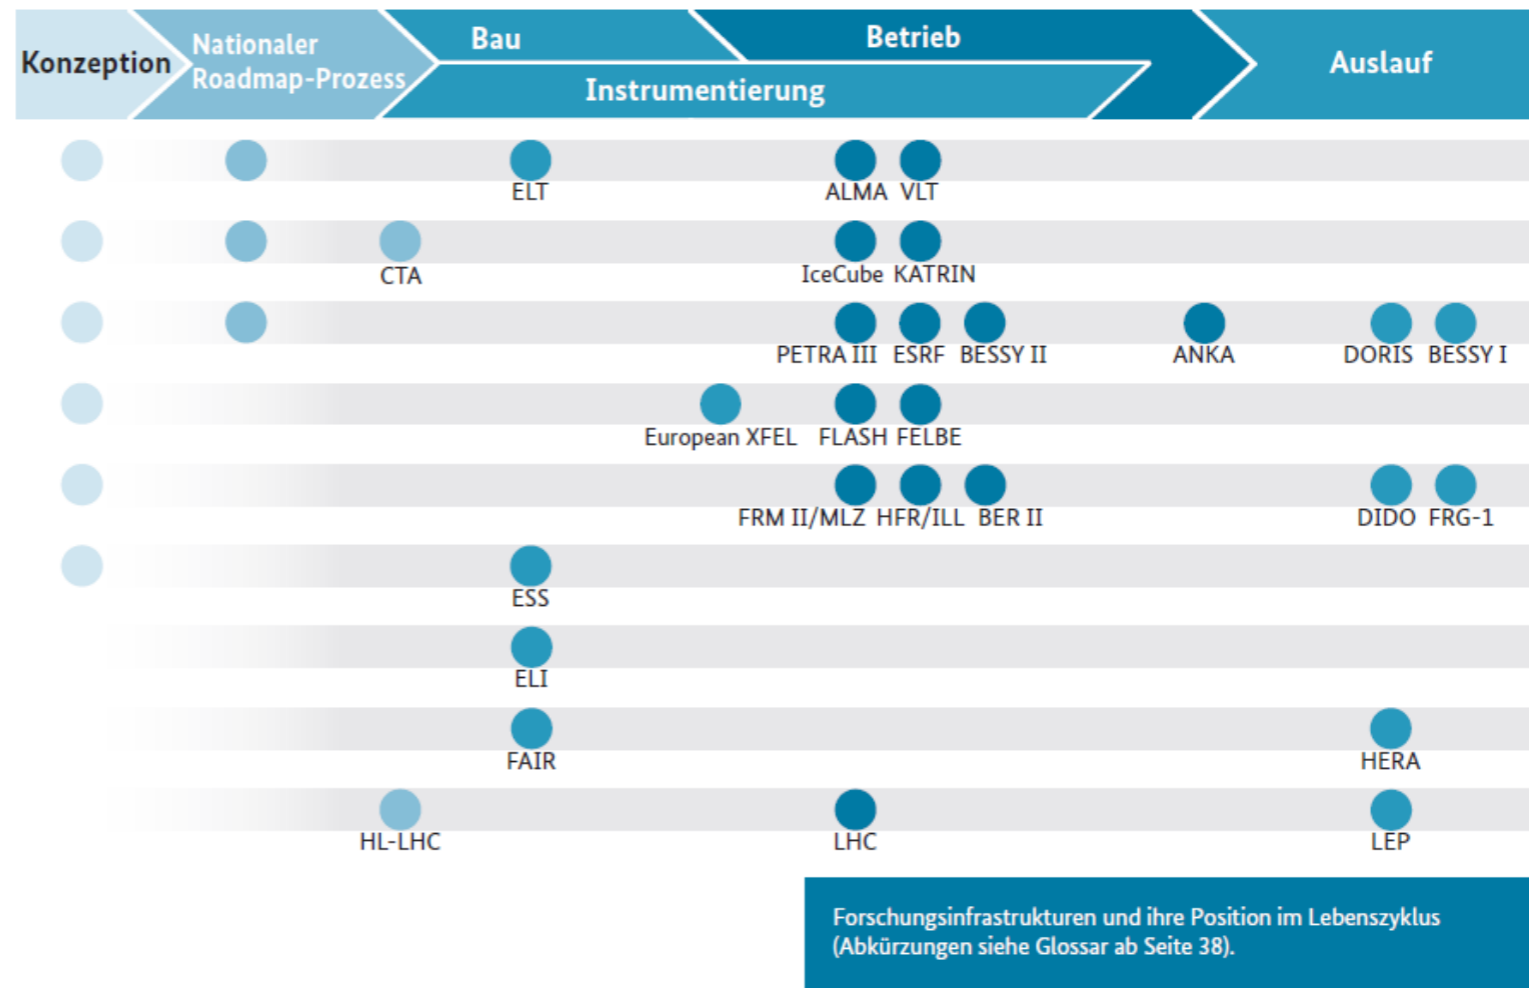 Konzeption
Nationaler
Roadmap-Prozess
Bau
Betrieb
Instrumentierung
Auslauf
ELT
ALMA VLT
CTA
IceCube KATRIN
PETRA III ESRF BESSY II ANKA DORIS BESSY I
European XFEL FLASH FELBE
FRM II/MLZ HFR/ILL BER II DIDO FRG-1
ESS
ELI
FAIR HERA
HL-LHC LHC LEP
Forschungsinfrastrukturen und ihre Position im Lebenszyklus
(Abkürzungen siehe Glossar ab Seite 38).